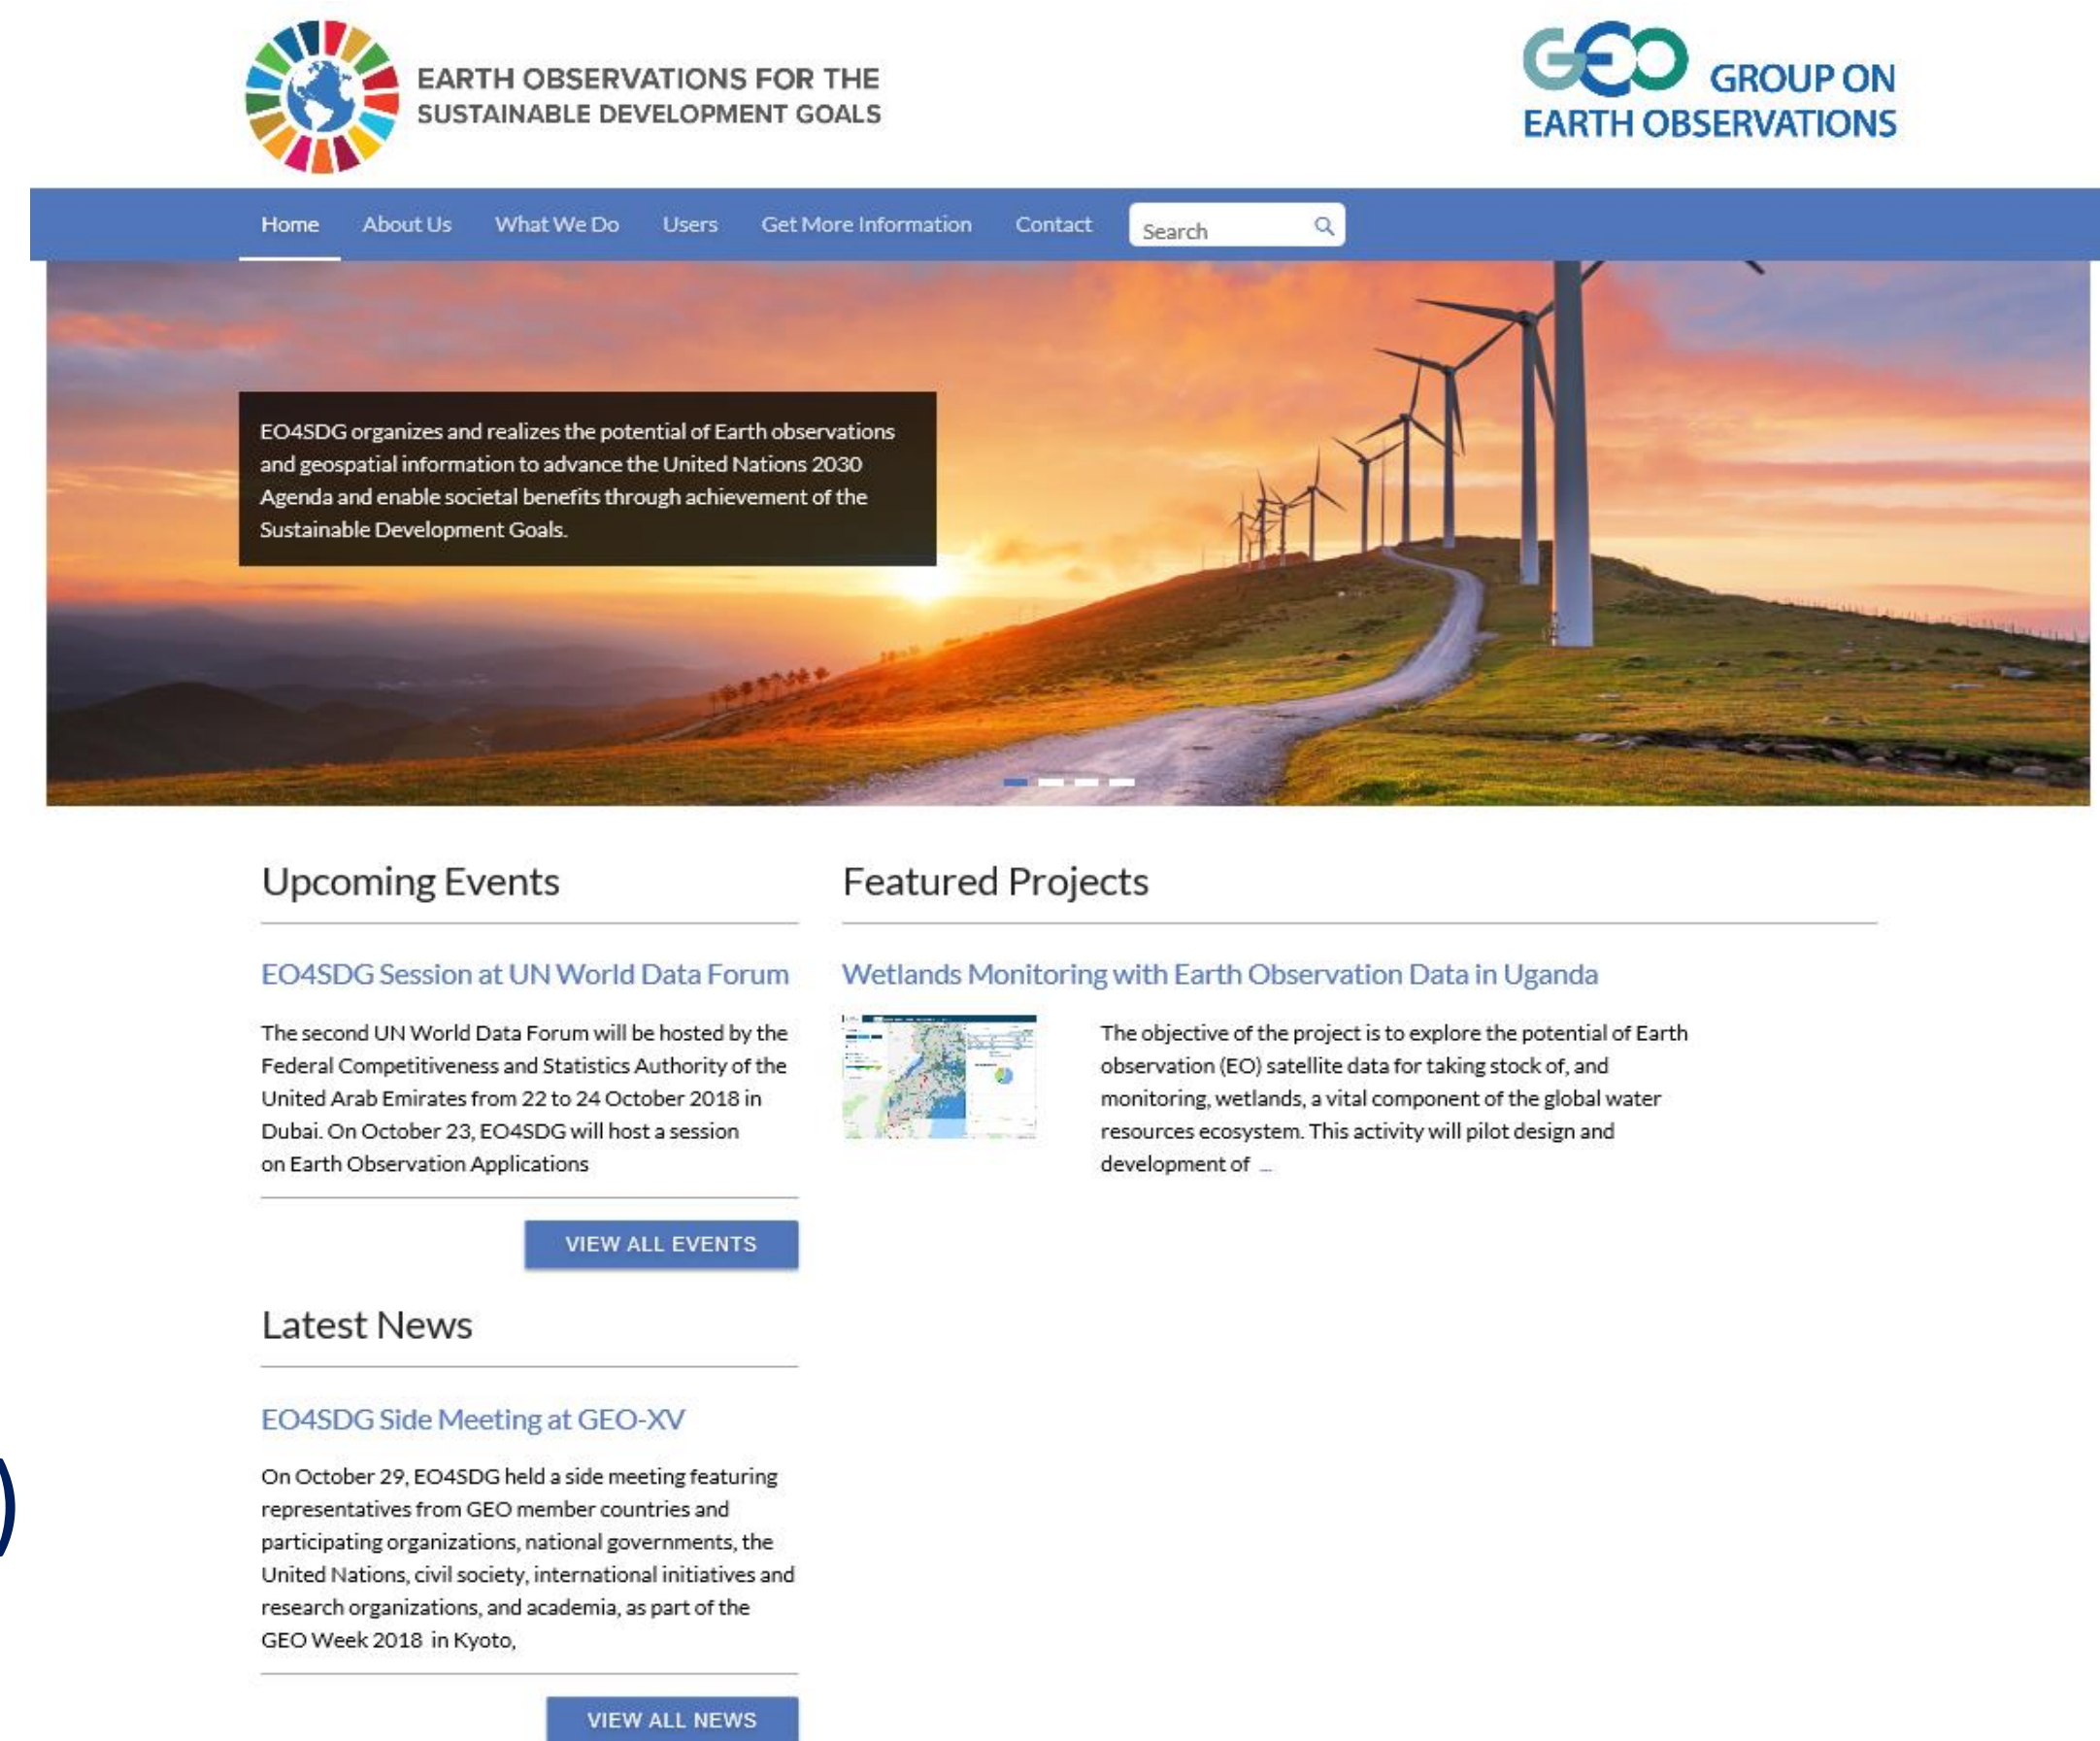 EARTH OBSERVATIONS FOR THE
SUSTAINABLE DEVELOPMENT GOALS
GEO GROUP ON
EARTH OBSERVATIONS
Home About Us What We Do Users Get More Information Contact Search
EO4SDG organizes and realizes the potential of Earth observations
and geospatial information to advance the United Nations 2030
Agenda and enable societal benefits through achievement of the
Sustainable Development Goals.
Upcoming Events
EO4SDG Session at UN World Data Forum
The second UN World Data Forum will be hosted by the
Federal Competitiveness and Statistics Authority of the
United Arab Emirates from 22 to 24 October 2018 in
Dubai. On October 23, EO4SDG will host a session
on Earth Observation Applications
VIEW ALL EVENTS
Featured Projects
Wetlands Monitoring with Earth Observation Data in Uganda
The objective of the project is to explore the potential of Earth
observation (EO) satellite data for taking stock of, and
monitoring, wetlands, a vital component of the global water
resources ecosystem. This activity will pilot design and
development of ...
Latest News
EO4SDG Side Meeting at GEO-XV
On October 29, EO4SDG held a side meeting featuring
representatives from GEO member countries and
participating organizations, national governments, the
United Nations, civil society, international initiatives and
research organizations, and academia, as part of the
GEO Week 2018 in Kyoto,
VIEW ALL NEWS
)